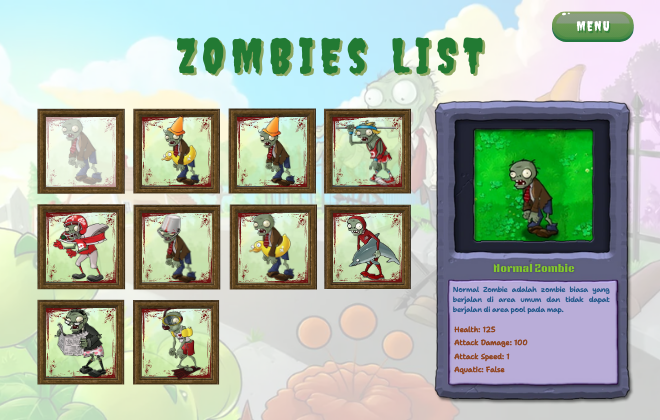 MENU
ZOMBIES LIST
Normal Zombie
Normal Zombie adalah zombie biasa yang
berjalan di area umum dan tidak dapat
berjalan di area pool pada map.
Health: 125
Attack Damage: 100
Attack Speed: 1
Aquatic: False